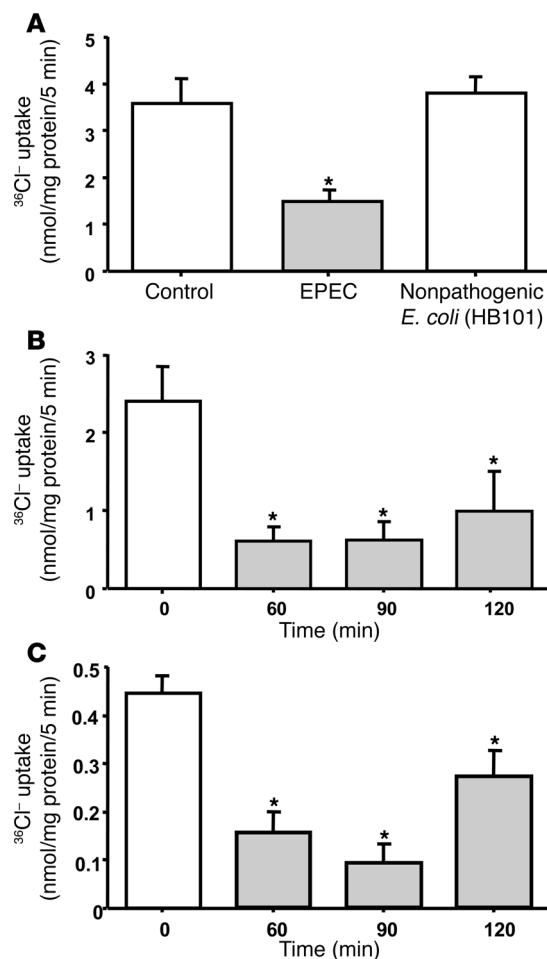 A
5
4
3
2
1
0
³⁶Cl⁻ uptake
(nmol/mg protein/5 min)
*
Control
EPEC
Nonpathogenic
E. coli (HB101)
B
3
2
1
0
³⁶Cl⁻ uptake
(nmol/mg protein/5 min)
* * *
0 60 90 120
Time (min)
C
0.5
0.4
0.3
0.2
0.1
0
³⁶Cl⁻ uptake
(nmol/mg protein/5 min)
* * *
0 60 90 120
Time (min)